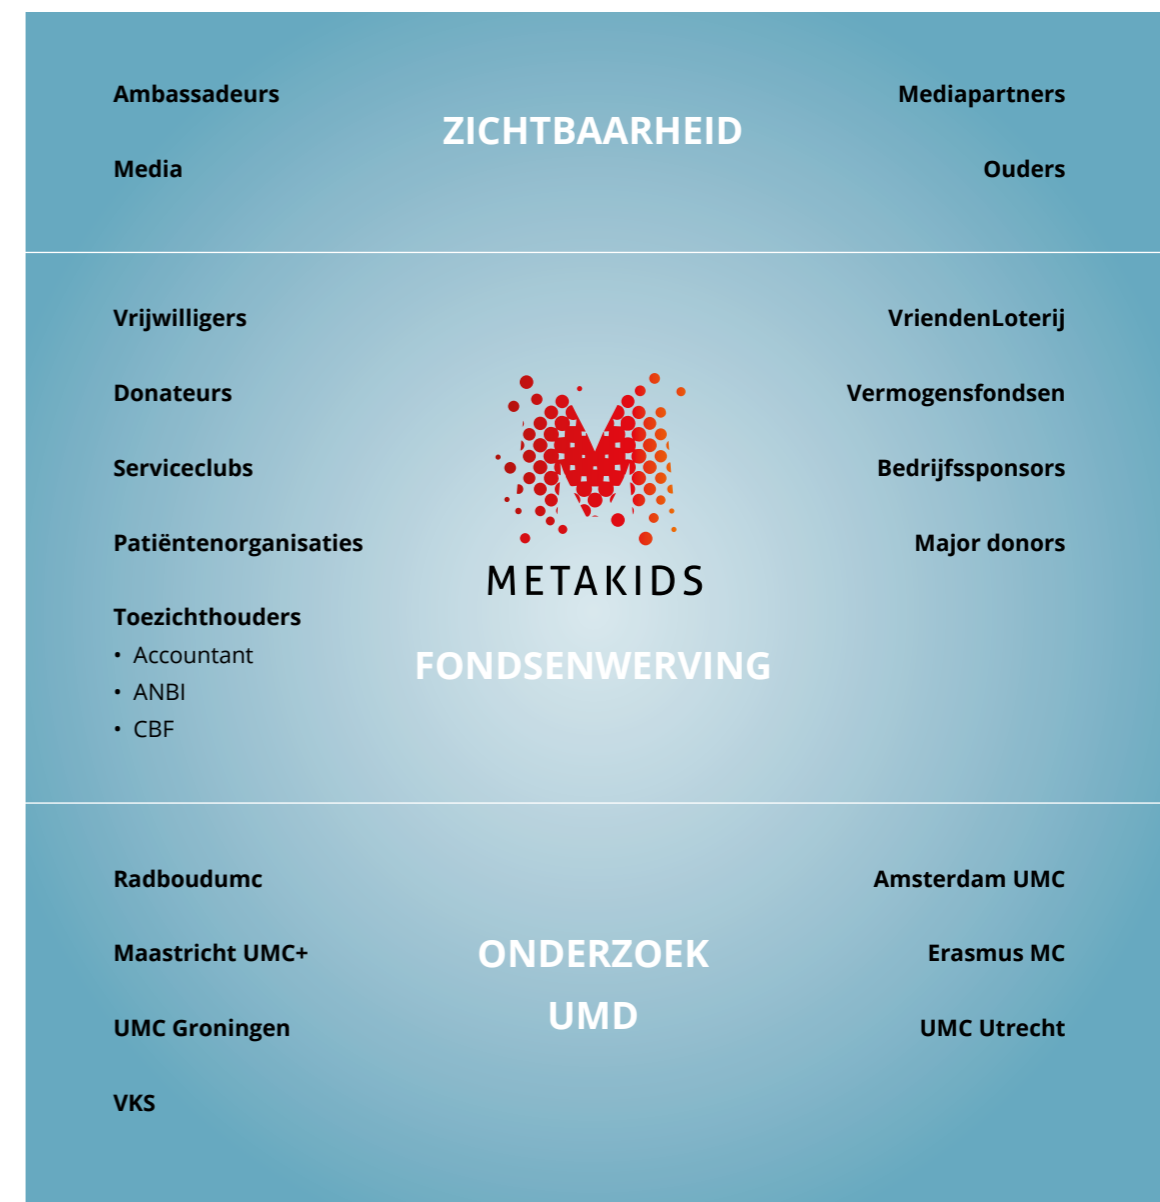 Ambassadeurs
Mediapartners
ZICHTBAARHEID
Media
Ouders
Vrijwilligers
VriendenLoterij
Donateurs
Vermogensfondsen
Serviceclubs
Bedrijfssponsors
Patiëntenorganisaties
Major donors
METAKIDS
Toezichthouders
• Accountant
• ANBI
• CBF
FONDSENWERVING
Radboudumc
Amsterdam UMC
Maastricht UMC+
Erasmus MC
ONDERZOEK
UMD
UMC Groningen
UMC Utrecht
VKS